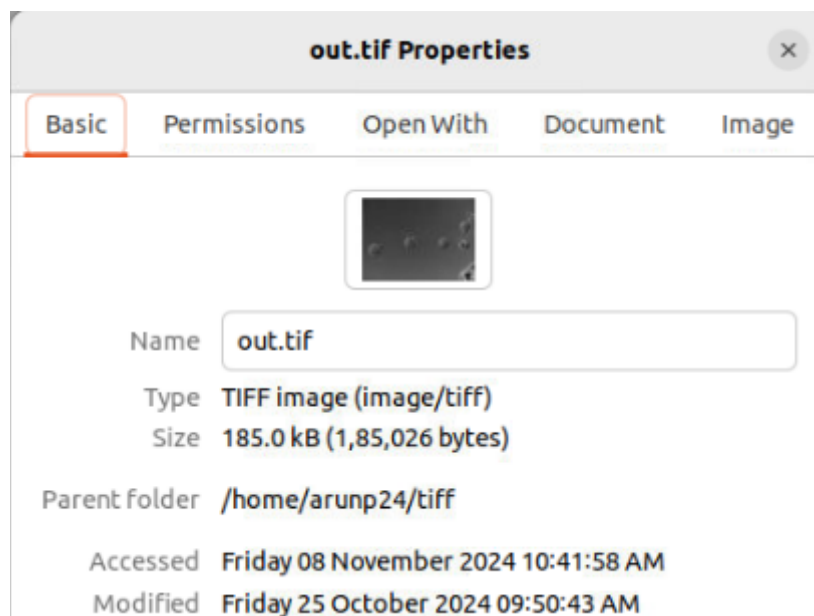 out.tif Properties
Basic Permissions Open With Document Image
Name out.tif
Type TIFF image (image/tiff)
Size 185.0 kB (1,85,026 bytes)
Parent folder /home/arunp24/tiff
Accessed Friday 08 November 2024 10:41:58 AM
Modified Friday 25 October 2024 09:50:43 AM